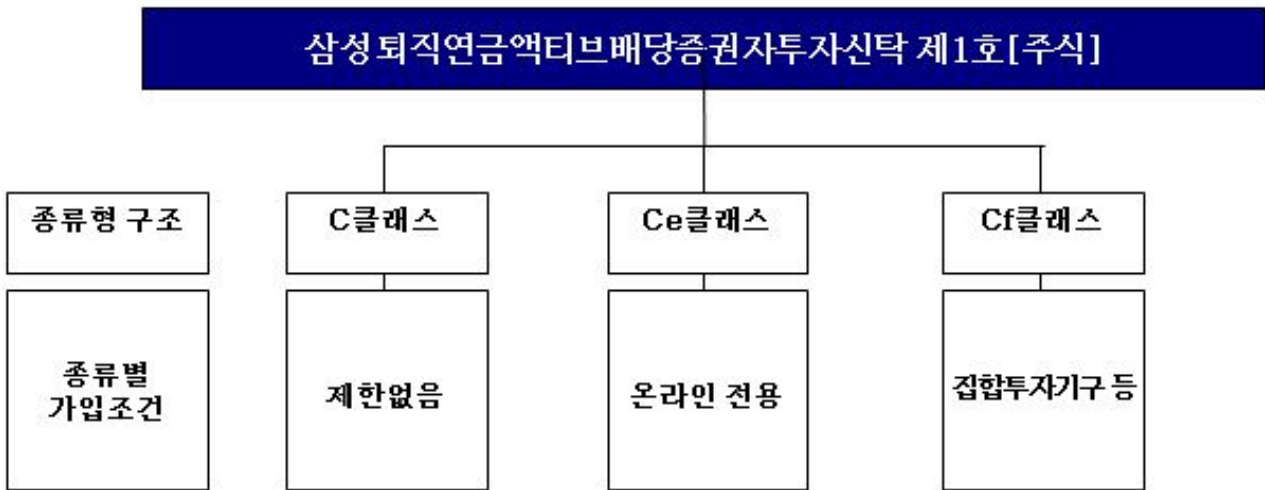 삼성퇴직연금액티브배당증권자투자신탁 제1호[주식]
종류형 구조
C클래스
Ce클래스
Cf클래스
종류별
가입조건
제한없음
온라인 전용
집합투자기구 등